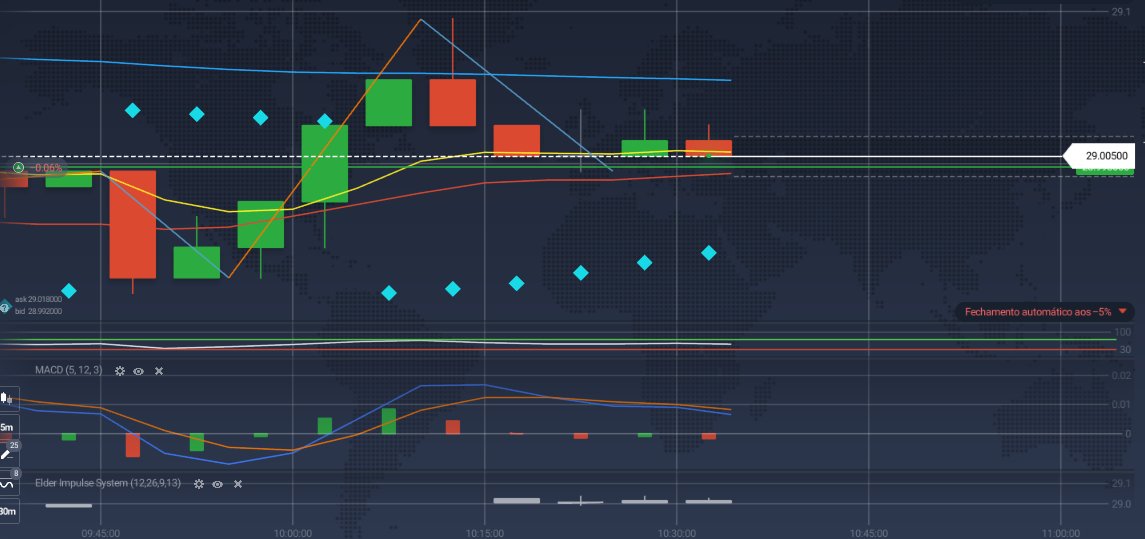 29.1
29.00500
−0.06%
ask 29.018000
bid 28.992000
Fechamento automático aos −5%
100
30
MACD (5, 12, 3)
0.02
0.01
0
5m
25
8
Elder Impulse System (12,26,9,13)
29.1
29.0
30m
09:45:00
10:00:00
10:15:00
10:30:00
10:45:00
11:00:00